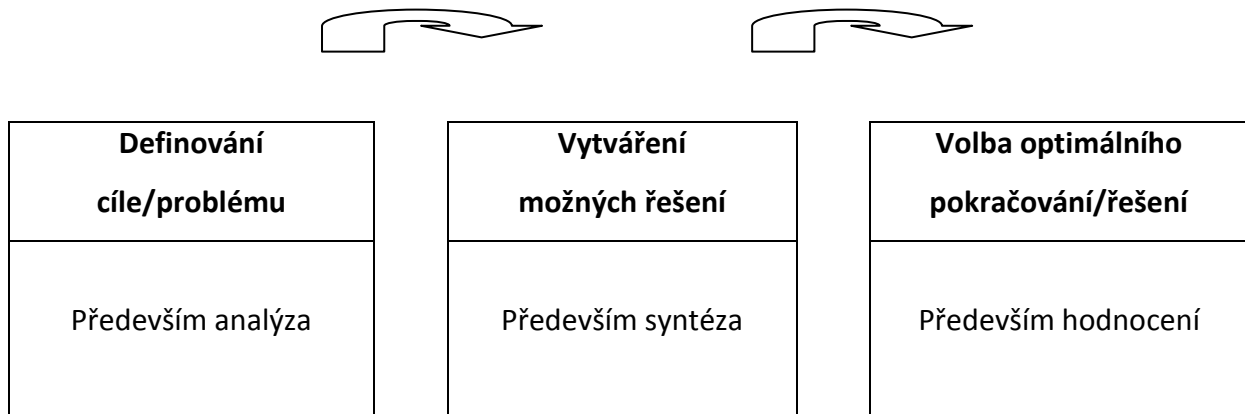 Definování
cíle/problému
Především analýza
Vytváření
možných řešení
Především syntéza
Volba optimálního
pokračování/řešení
Především hodnocení